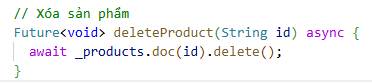 // Xóa sản phẩm
Future<void> deleteProduct(String id) async {
  await _products.doc(id).delete();
}